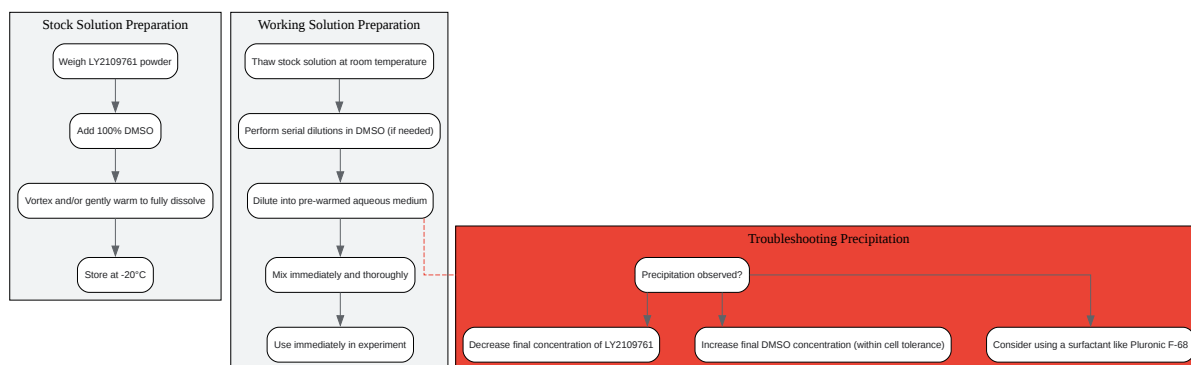 Stock Solution Preparation
Weigh LY2109761 powder
Add 100% DMSO
Vortex and/or gently warm to fully dissolve
Store at -20°C
Working Solution Preparation
Thaw stock solution at room temperature
Perform serial dilutions in DMSO (if needed)
Dilute into pre-warmed aqueous medium
Mix immediately and thoroughly
Use immediately in experiment
Troubleshooting Precipitation
Precipitation observed?
Decrease final concentration of LY2109761
Increase final DMSO concentration (within cell tolerance)
Consider using a surfactant like Pluronic F-68